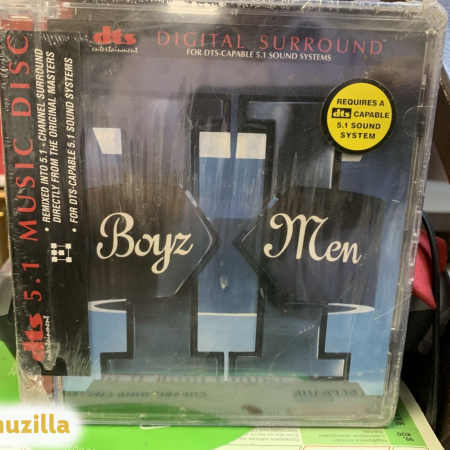 dts
entertainment
DIGITAL SURROUND
FOR DTS-CAPABLE 5.1 SOUND SYSTEMS
REQUIRES A
dts CAPABLE
5.1 SOUND
SYSTEM
dts 5.1 MUSIC DISC
entertainment
• REMIXED INTO 5.1 - CHANNEL SURROUND
DIRECTLY FROM THE ORIGINAL MASTERS
• FOR DTS-CAPABLE 5.1 SOUND SYSTEMS
II
Boyz Men
uzilla